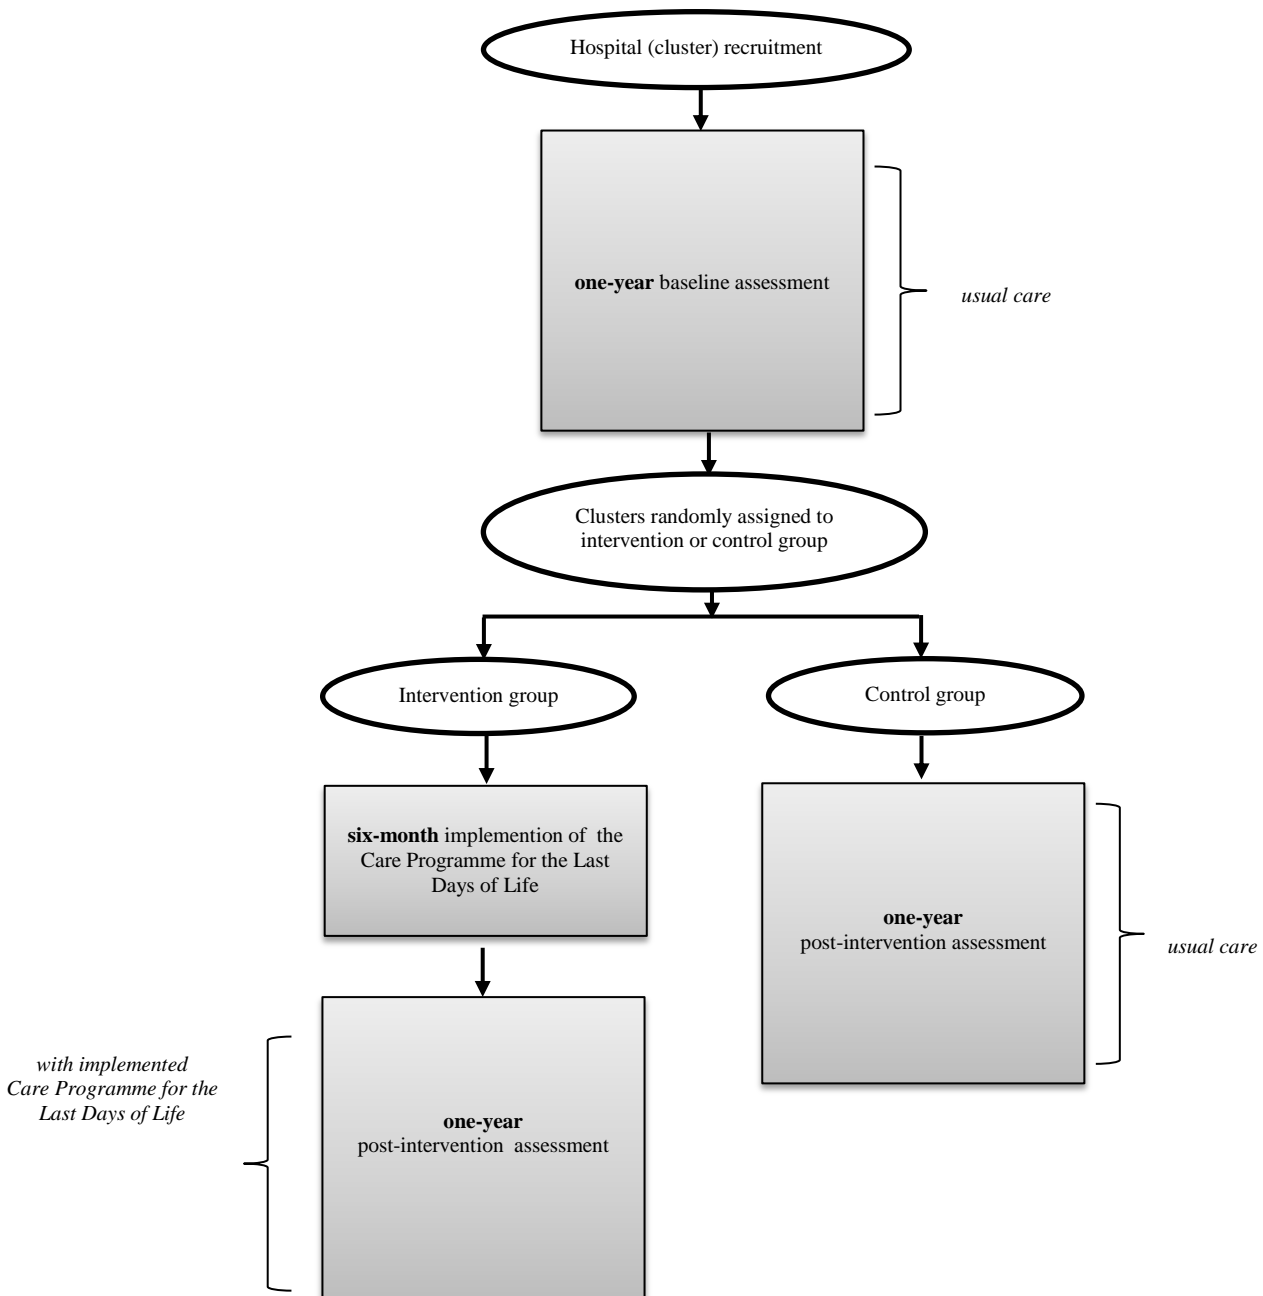 Hospital (cluster) recruitment
one-year baseline assessment
usual care
Clusters randomly assigned to
intervention or control group
Intervention group
Control group
six-month implemention of the
Care Programme for the Last
Days of Life
one-year
post-intervention assessment
usual care
with implemented
Care Programme for the
Last Days of Life
one-year
post-intervention assessment